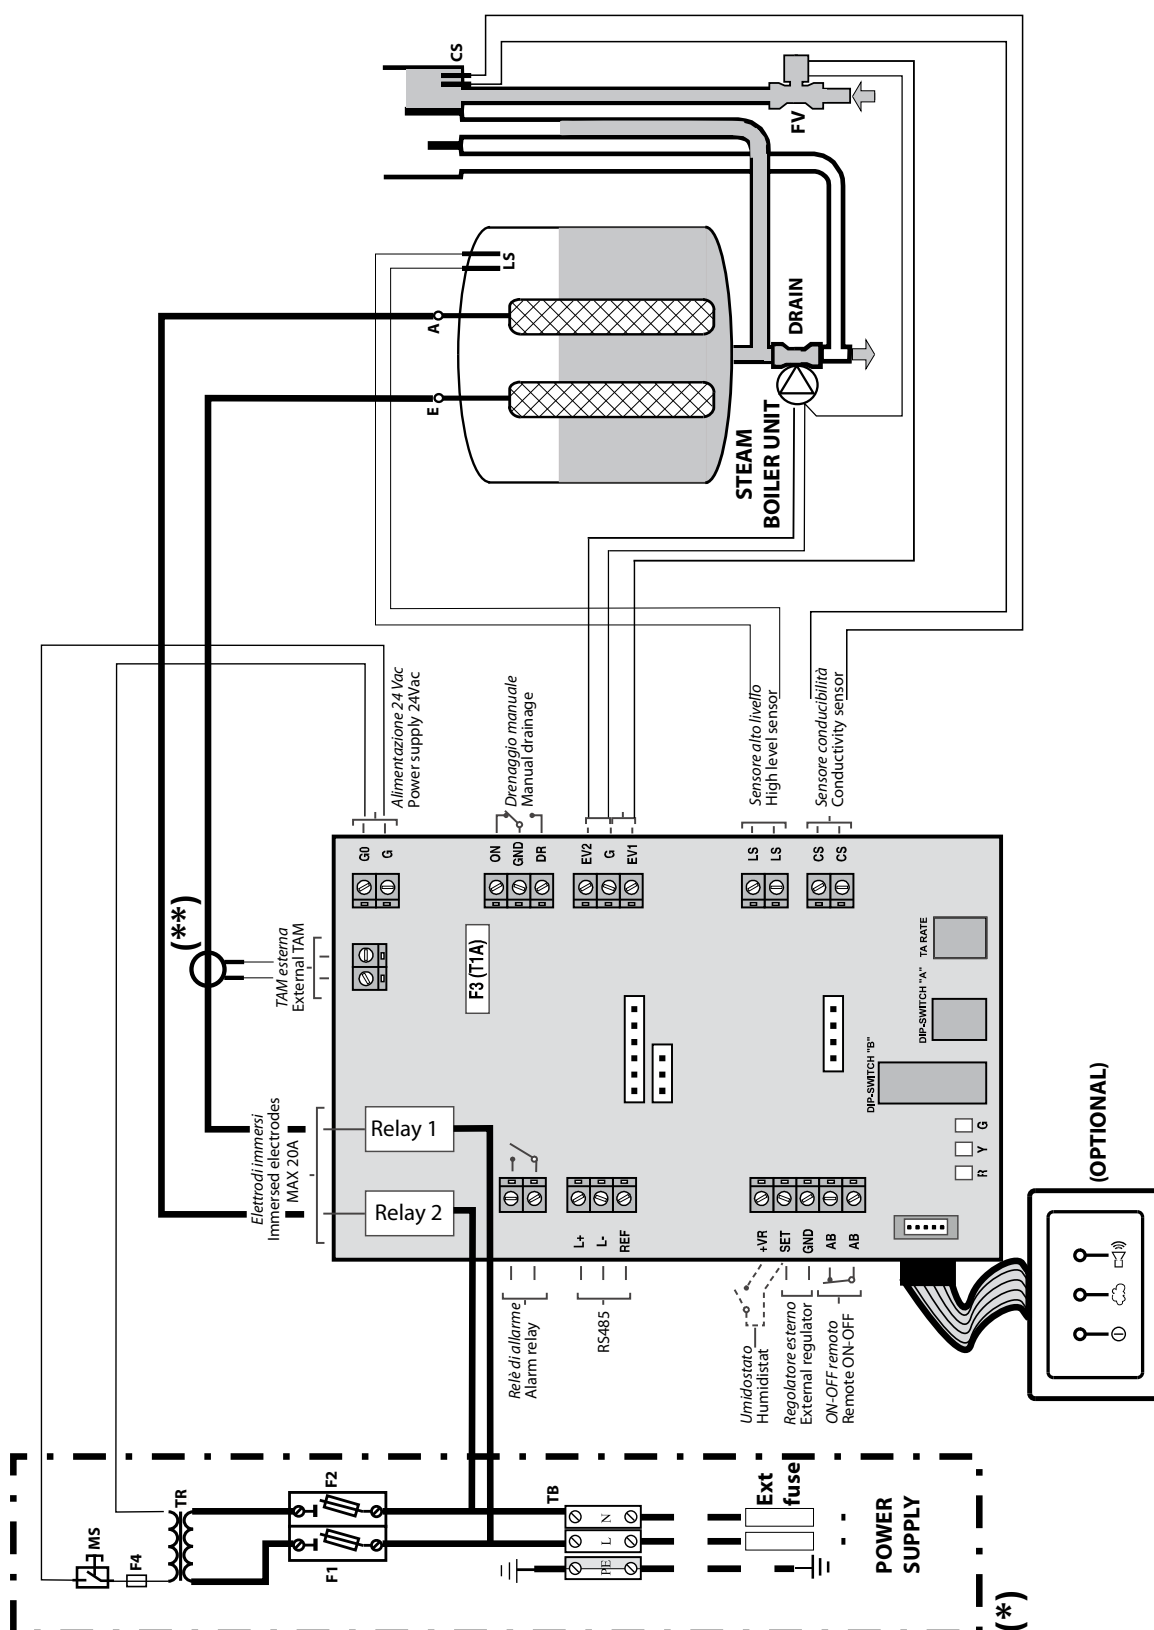 CS
FV
LS
A
E
DRAIN
STEAM
BOILER UNIT
Alimentazione 24 Vac
Power supply 24Vac
Drenaggio manuale
Manual drainage
Sensore alto livello
High level sensor
Sensore conducibilità
Conductivity sensor
G0
G
ON
GND
DR
EV2
G
EV1
LS
LS
CS
CS
(**)
TAM esterna
External TAM
F3 (T1A)
TA RATE
DIP-SWITCH "A"
DIP-SWITCH "B"
Elettrodi immersi
Immersed electrodes
MAX 20A
Relay 1
Relay 2
R
Y
G
L+
L-
REF
+VR
SET
GND
AB
AB
Relè di allarme
Alarm relay
RS485
Umidostato
Humidistat
Regolatore esterno
External regulator
ON-OFF remoto
Remote ON-OFF
(OPTIONAL)
MS
F4
TR
F2
F1
TB
N
L
PE
Ext
fuse
POWER
SUPPLY
(*)